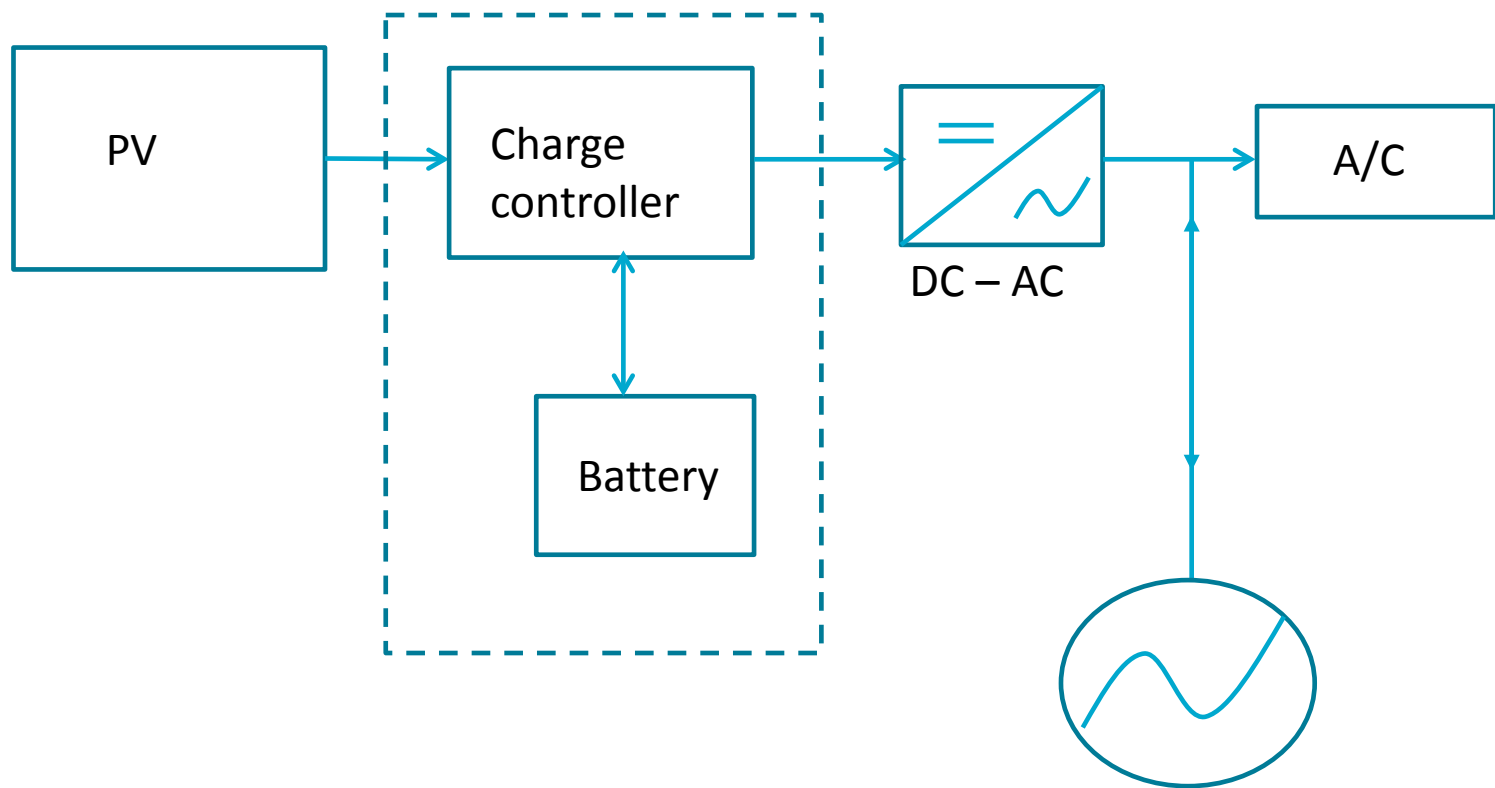 PV
Charge
controller
Battery
DC – AC
A/C